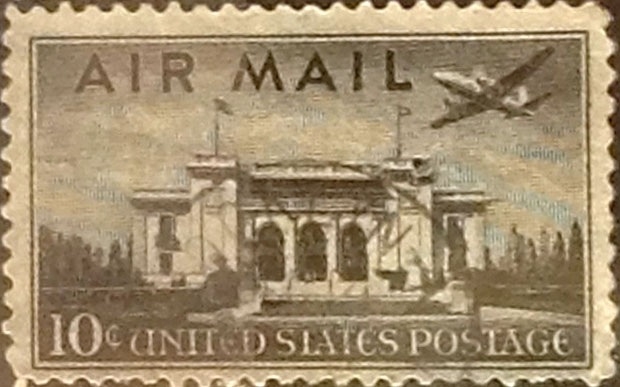 AIR MAIL
10¢ UNITED STATES POSTAGE